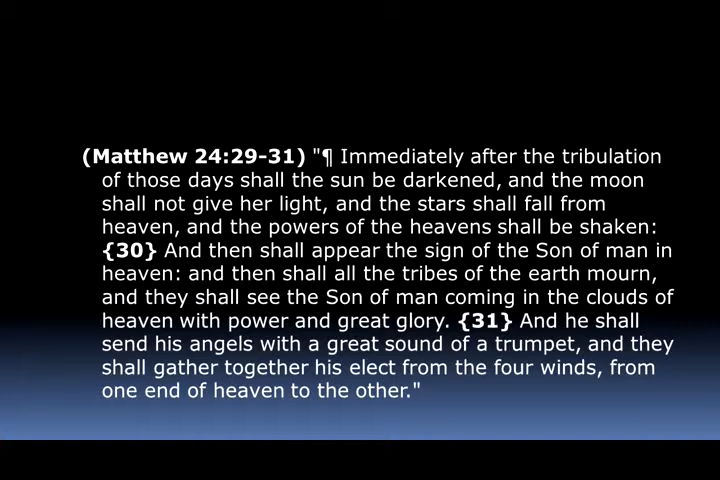 (Matthew 24:29-31) "¶ Immediately after the tribulation
of those days shall the sun be darkened, and the moon
shall not give her light, and the stars shall fall from
heaven, and the powers of the heavens shall be shaken:
{30} And then shall appear the sign of the Son of man in
heaven: and then shall all the tribes of the earth mourn,
and they shall see the Son of man coming in the clouds of
heaven with power and great glory. {31} And he shall
send his angels with a great sound of a trumpet, and they
shall gather together his elect from the four winds, from
one end of heaven to the other."